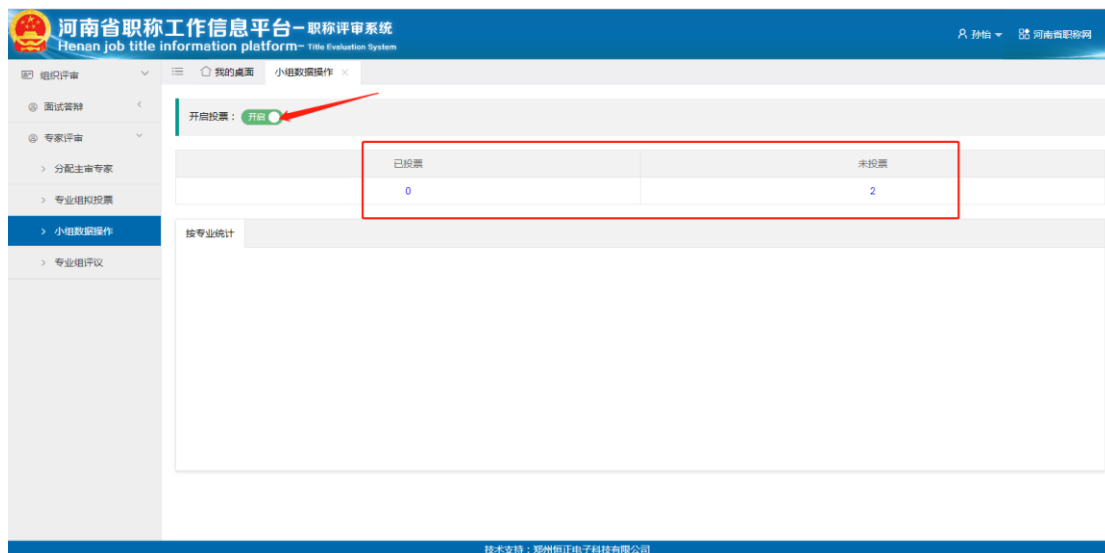 河南省职称工作信息平台-职称评审系统
Henan job title information platform- Title Evaluation System
孙怡 河南省职称网
组织评审
我的桌面 小组数据操作
面试答辩
开启投票： 开启
专家评审
已投票 未投票
分配主审专家
0 2
专业组拟投票
小组数据操作
按专业统计
专业组评议
技术支持：郑州恒正电子科技有限公司